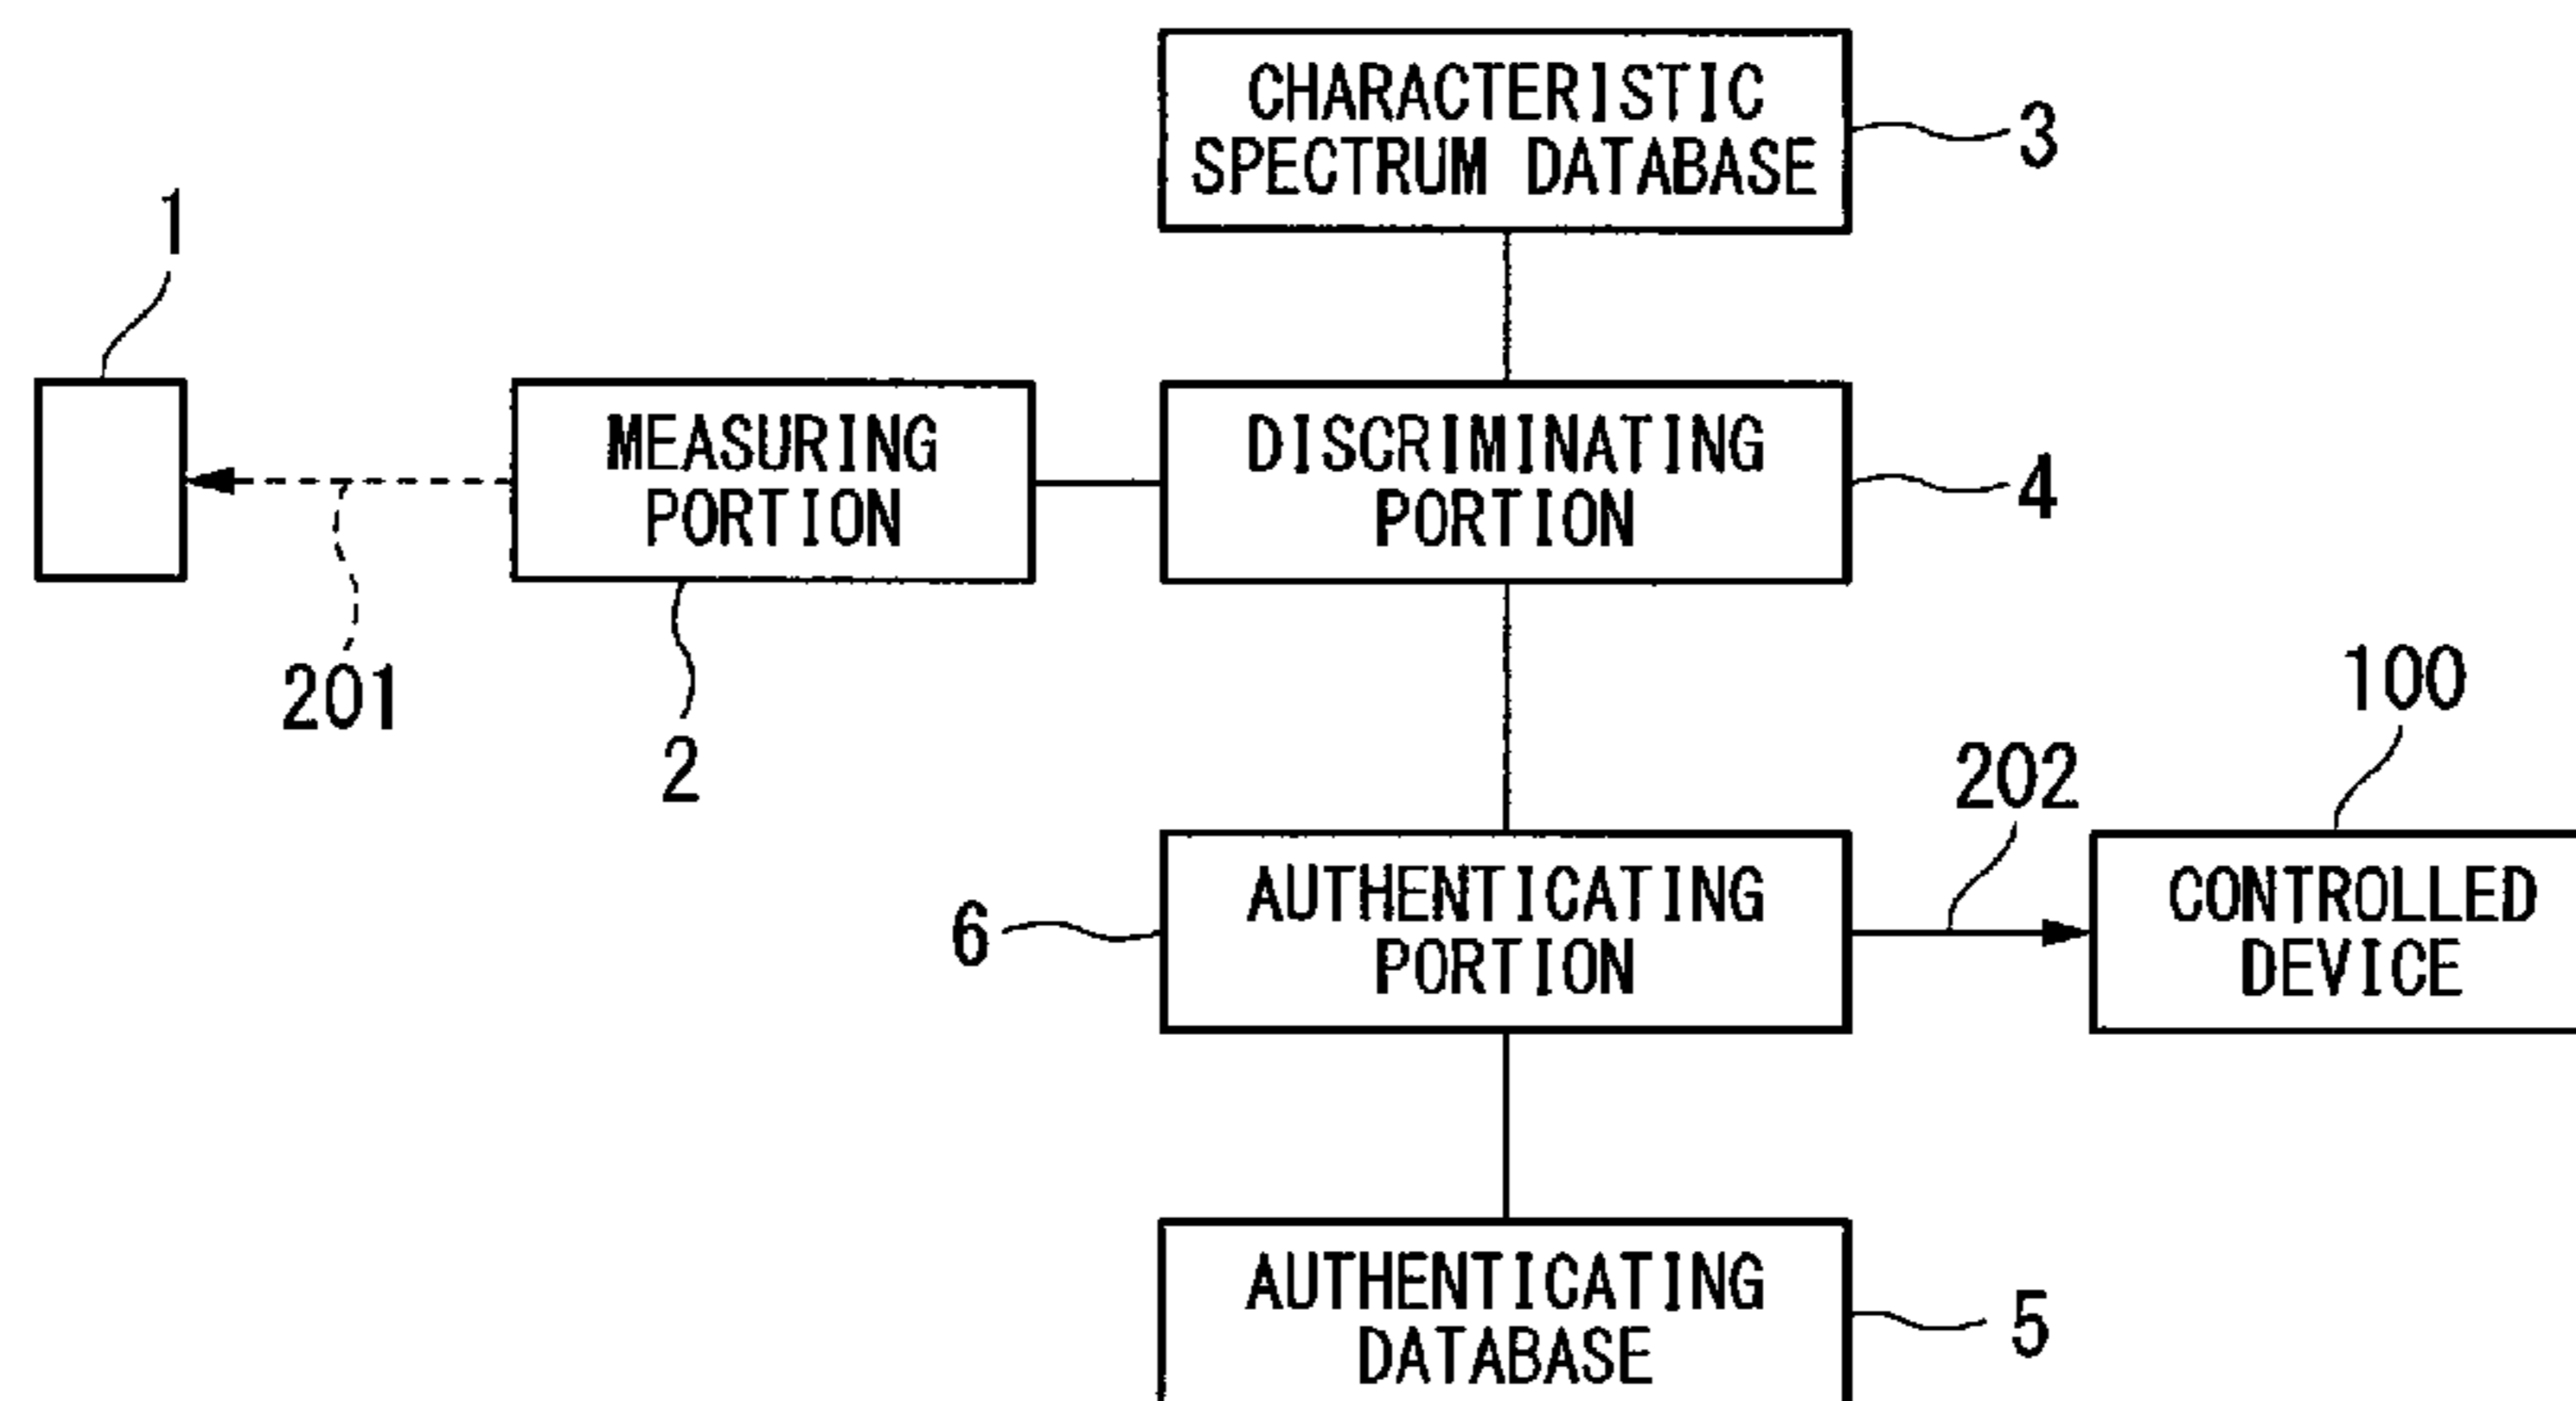 CHARACTERISTIC
SPECTRUM DATABASE
3
1
MEASURING
PORTION
DISCRIMINATING
PORTION
4
201
2
100
202
6
AUTHENTICATING
PORTION
CONTROLLED
DEVICE
AUTHENTICATING
DATABASE
5